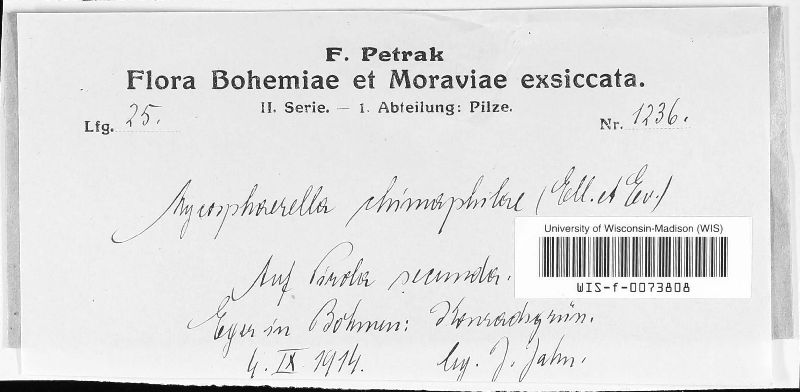 F. Petrak
Flora Bohemiae et Moraviae exsiccata.
II. Serie. — 1. Abteilung: Pilze.
Lfg. 25.
Nr. 1236.
Mycosphaerella chimaphilae (Ell. et Ev.)
University of Wisconsin-Madison (WIS)
WIS-f-0073808
Auf Pirola secunda.
Eger in Böhmen: Konradsgrün.
4. IX. 1914. leg. J. Jahn.